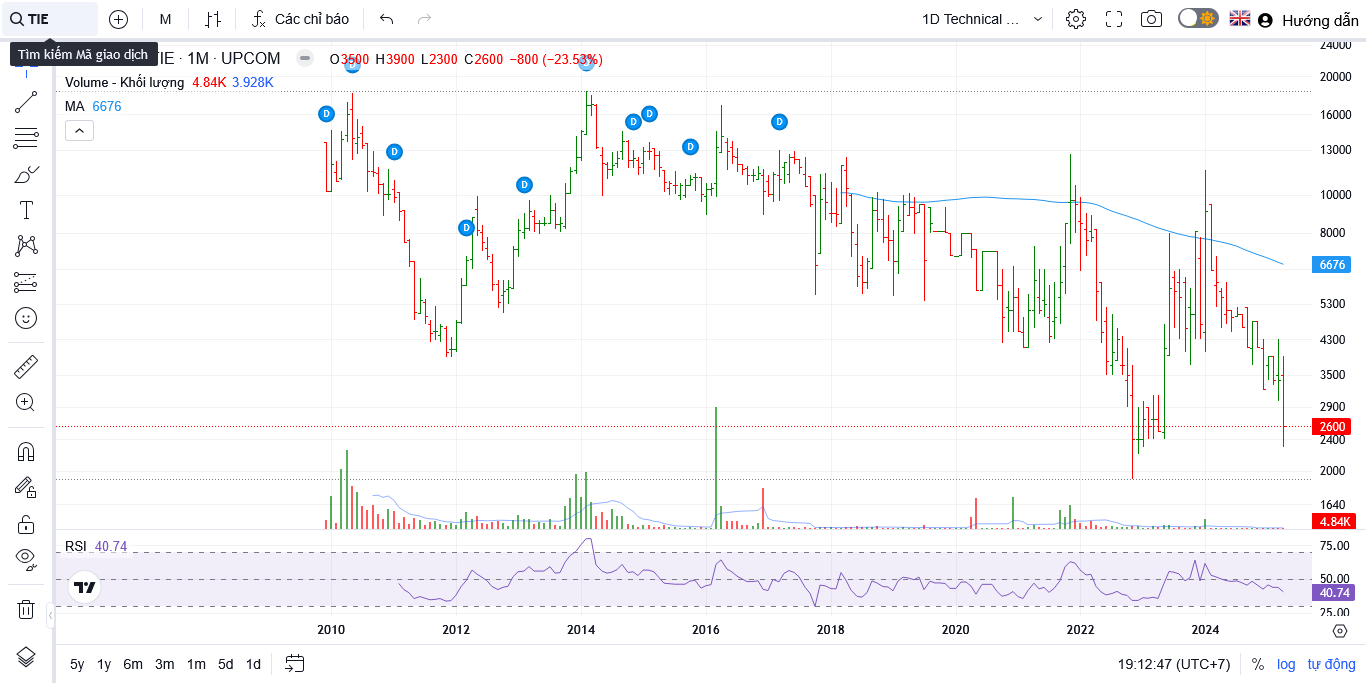 TIE
M
Các chỉ báo
1D Technical ...
Hướng dẫn
Tìm kiếm Mã giao dịch
TIE · 1M · UPCOM
O3500 H3900 L2300 C2600 −800 (−23.53%)
Volume - Khối lượng 4.84K 3.928K
MA 6676
D
D
D
D
D
D
D
D
D
D
24000
20000
16000
13000
10000
8000
6676
5300
4300
3500
2900
2600
2400
2000
1640
4.84K
RSI 40.74
75.00
50.00
40.74
25.00
2010 2012 2014 2016 2018 2020 2022 2024
5y 1y 6m 3m 1m 5d 1d
19:12:47 (UTC+7) % log tự động